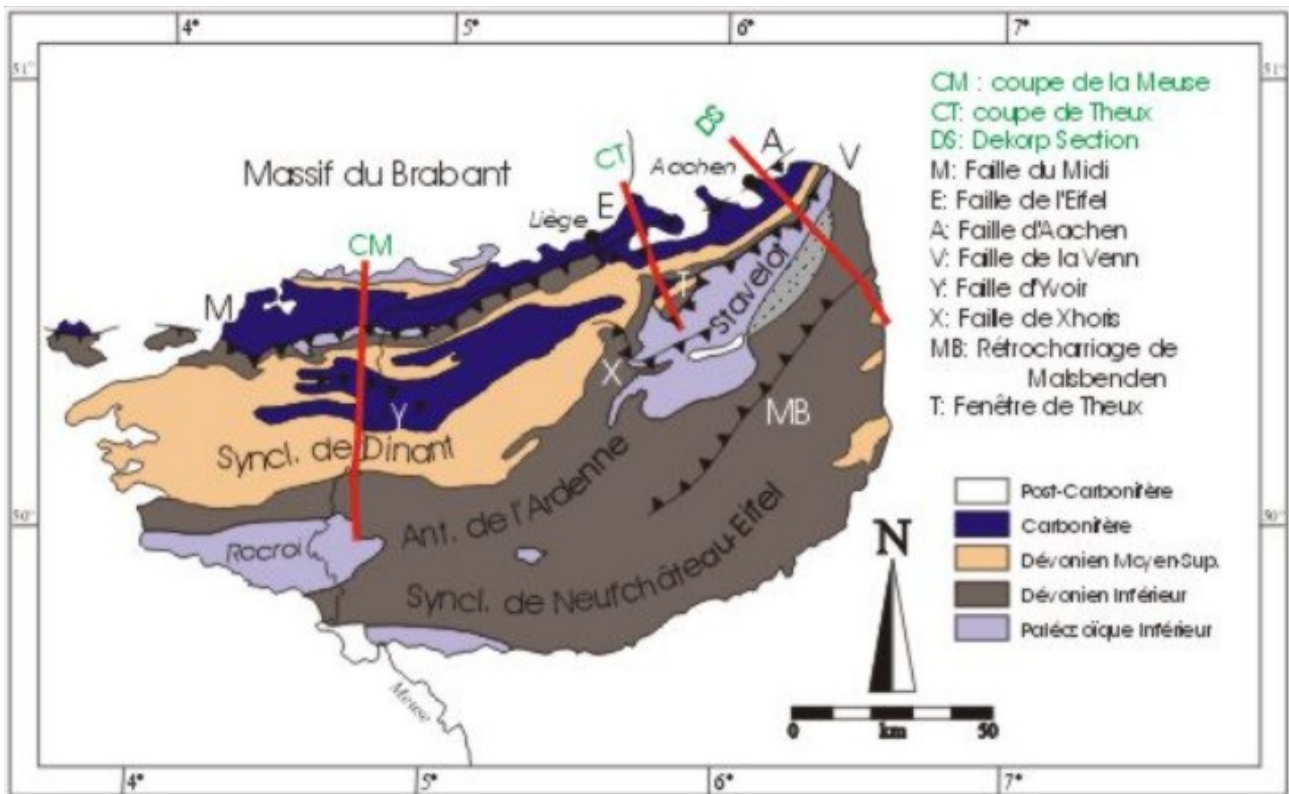 4° 5° 6° 7°
51° 51°
CM : coupe de la Meuse
CT: coupe de Theux
DS: Dekorp Section
M: Faille du Midi
E: Faille de l'Eifel
A: Faille d'Aachen
V: Faille de la Venn
Y: Faille d'Yvoir
X: Faille de Xhoris
MB: Rétrocharriage de
Malsbenden
T: Fenêtre de Theux
DS
A
V
CT
Aachen
Massif du Brabant
E
Liège
CM
M
T
Stavelot
X
MB
Y
Syncl. de Dinant
Ant. de l'Ardenne
Rocroi
Syncl. de Neufchâteau-Eifel
Meuse
50° 50°
Post-Carbonifère
Carbonifère
Dévonien Moyen-Sup.
Dévonien Inférieur
Paléozoïque Inférieur
N
0 km 50
4° 5° 6° 7°